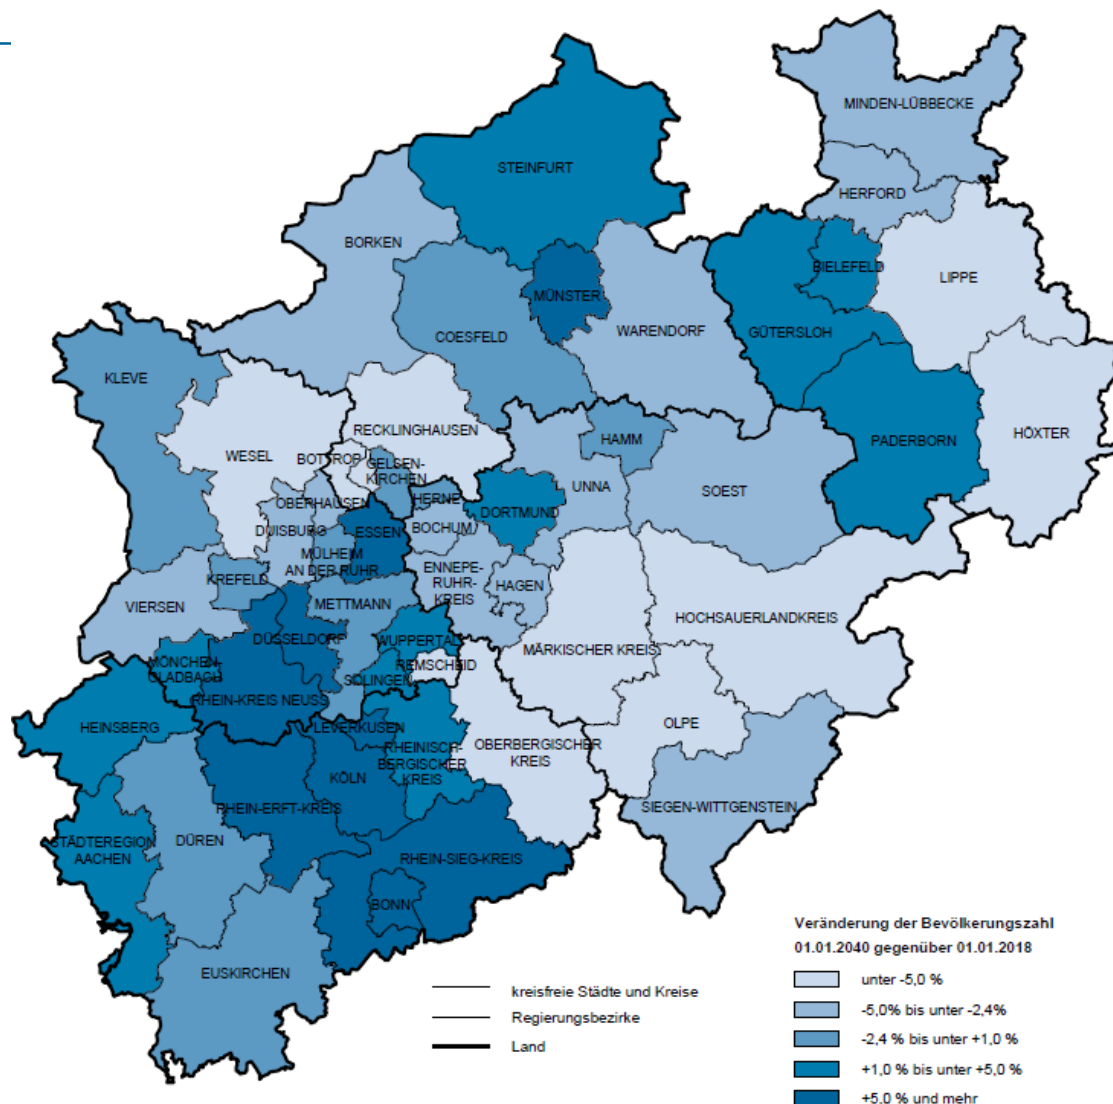 MINDEN-LÜBBECKE
STEINFURT
HERFORD
BORKEN
BIELEFELD
LIPPE
MÜNSTER
WARENDORF
GÜTERSLOH
COESFELD
KLEVE
RECKLINGHAUSEN
HÖXTER
PADERBORN
HAMM
WESEL
BOTTROP
GELSEN-
KIRCHEN
UNNA
SOEST
OBERHAUSEN
HERNE
DORTMUND
DUISBURG
ESSEN
BOCHUM
MÜLHEIM
AN DER RUHR
ENNEPE-
RUHR-
KREIS
HAGEN
KREFELD
VIERSEN
METTMANN
HOCHSAUERLANDKREIS
DÜSSELDORF
WUPPERTAL
MÄRKISCHER KREIS
MÖNCHEN-
GLADBACH
REMSCHEID
SOLINGEN
RHEIN-KREIS NEUSS
HEINSBERG
LEVERKUSEN
OLPE
RHEINISCH-
BERGISCHER
KREIS
OBERBERGISCHER
KREIS
KÖLN
RHEIN-ERFT-KREIS
SIEGEN-WITTGENSTEIN
STÄDTEREGION
AACHEN
DÜREN
RHEIN-SIEG-KREIS
BONN
EUSKIRCHEN
Veränderung der Bevölkerungszahl
01.01.2040 gegenüber 01.01.2018
unter -5,0 %
-5,0% bis unter -2,4%
-2,4 % bis unter +1,0 %
+1,0 % bis unter +5,0 %
+5,0 % und mehr
kreisfreie Städte und Kreise
Regierungsbezirke
Land